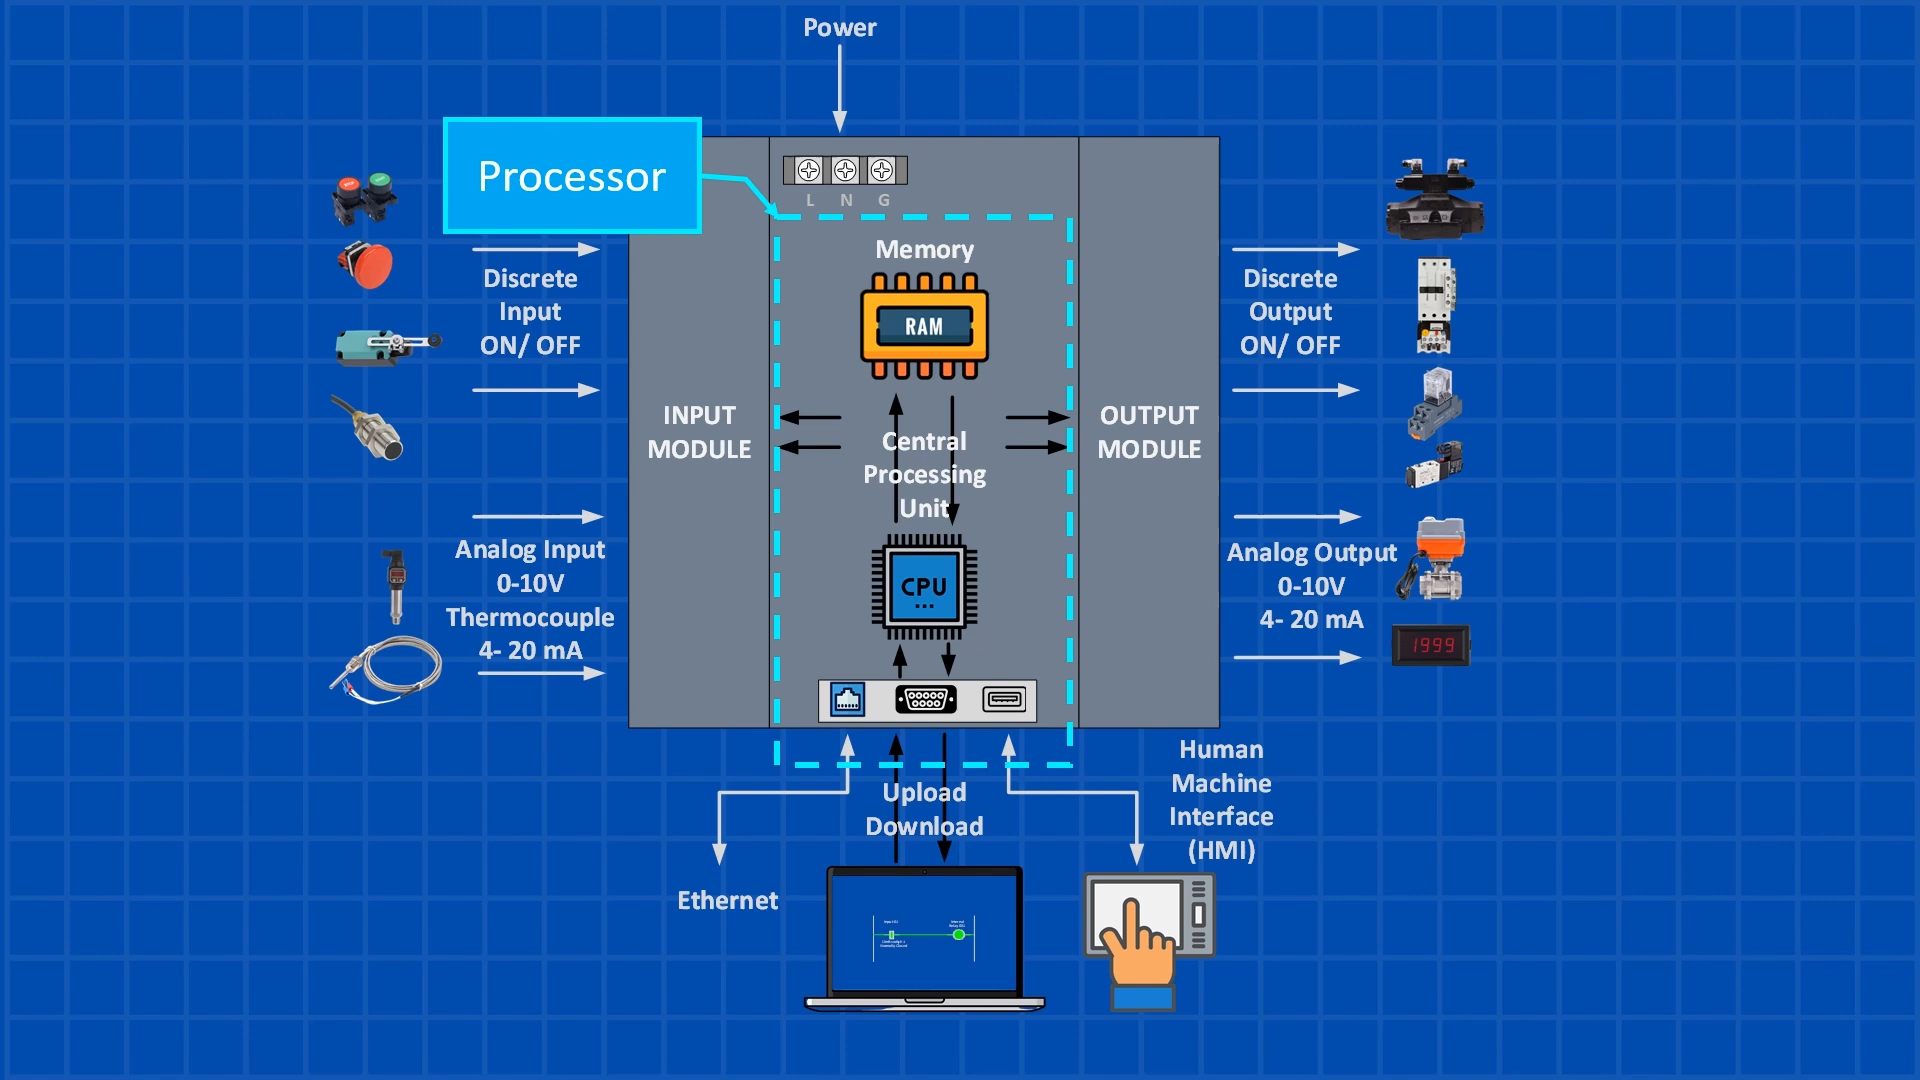 Power
Processor
L N G
Memory
RAM
Discrete
Input
ON/ OFF
Discrete
Output
ON/ OFF
INPUT
MODULE
Central
Processing
Unit
OUTPUT
MODULE
CPU
Analog Input
0-10V
Thermocouple
4- 20 mA
Analog Output
0-10V
4- 20 mA
1999
Human
Machine
Interface
(HMI)
Upload
Download
Ethernet